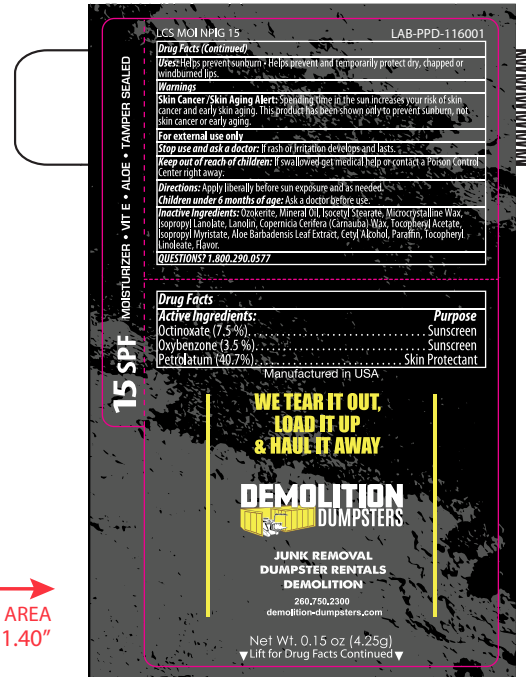 LCS MOI NPIG 15
LAB-PPD-116001
Drug Facts (Continued)
Uses: Helps prevent sunburn • Helps prevent and temporarily protect dry, chapped or
windburned lips.
Warnings
Skin Cancer /Skin Aging Alert: Spending time in the sun increases your risk of skin
cancer and early skin aging. This product has been shown only to prevent sunburn, not
skin cancer or early aging.
For external use only
Stop use and ask a doctor: If rash or irritation develops and lasts.
Keep out of reach of children: If swallowed get medical help or contact a Poison Control
Center right away.
Directions: Apply liberally before sun exposure and as needed.
Children under 6 months of age: Ask a doctor before use.
Inactive Ingredients: Ozokerite, Mineral Oil, Isocetyl Stearate, Microcrystalline Wax,
Isopropyl Lanolate, Lanolin, Copernicia Cerifera (Carnauba) Wax, Tocopheryl Acetate,
Isopropyl Myristate, Aloe Barbadensis Leaf Extract, Cetyl Alcohol, Paraffin, Tocopheryl
Linoleate, Flavor.
QUESTIONS? 1.800.290.0577
15 SPF MOISTURIZER • VIT E • ALOE • TAMPER SEALED
Drug Facts
Active Ingredients: Purpose
Octinoxate (7.5 %) Sunscreen
Oxybenzone (3.5 %) Sunscreen
Petrolatum (40.7%) Skin Protectant
Manufactured in USA
WE TEAR IT OUT,
LOAD IT UP
& HAUL IT AWAY
DEMOLITION
DUMPSTERS
JUNK REMOVAL
DUMPSTER RENTALS
DEMOLITION
260.750.2300
demolition-dumpsters.com
AREA
1.40"
Net Wt. 0.15 oz (4.25g)
▼Lift for Drug Facts Continued▼